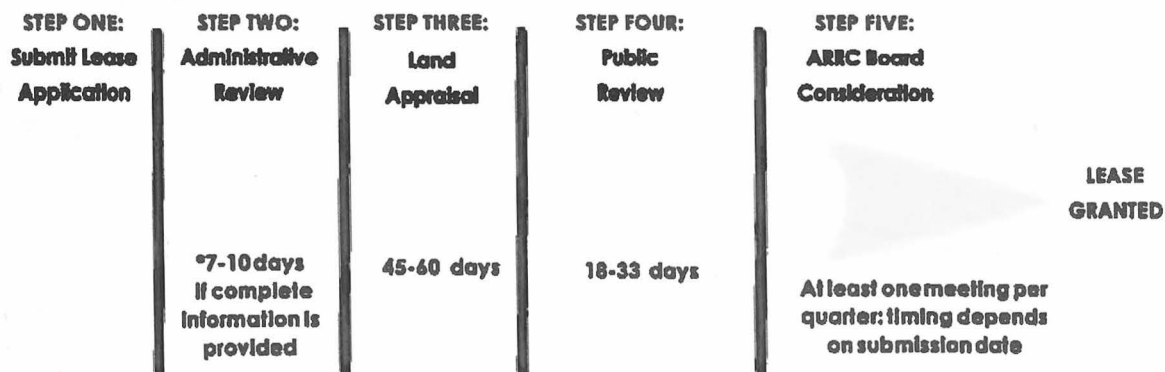 STEP ONE:
Submit Lease
Application
STEP TWO:
Administrative
Review
*7-10 days
If complete
information is
provided
STEP THREE:
Land
Appraisal
45-60 days
STEP FOUR:
Public
Review
18-33 days
STEP FIVE:
ARRC Board
Consideration
At least one meeting per
quarter: timing depends
on submission date
LEASE
GRANTED